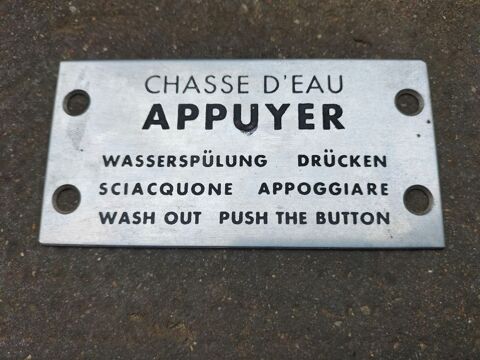 CHASSE D'EAU
APPUYER
WASSERSPÜLUNG DRÜCKEN
SCIACQUONE APPOGGIARE
WASH OUT PUSH THE BUTTON